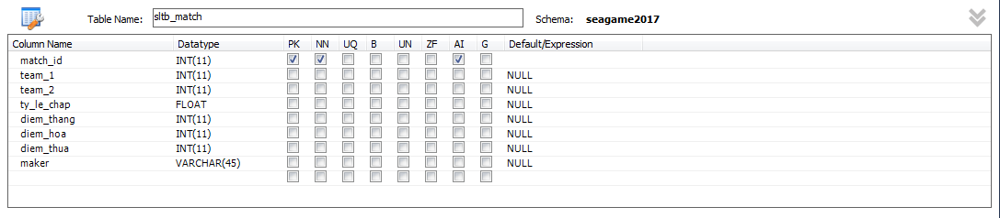 Table Name: sltb_match Schema: seagame2017
Column Name Datatype PK NN UQ B UN ZF AI G Default/Expression
match_id INT(11)
team_1 INT(11) NULL
team_2 INT(11) NULL
ty_le_chap FLOAT NULL
diem_thang INT(11) NULL
diem_hoa INT(11) NULL
diem_thua INT(11) NULL
maker VARCHAR(45) NULL